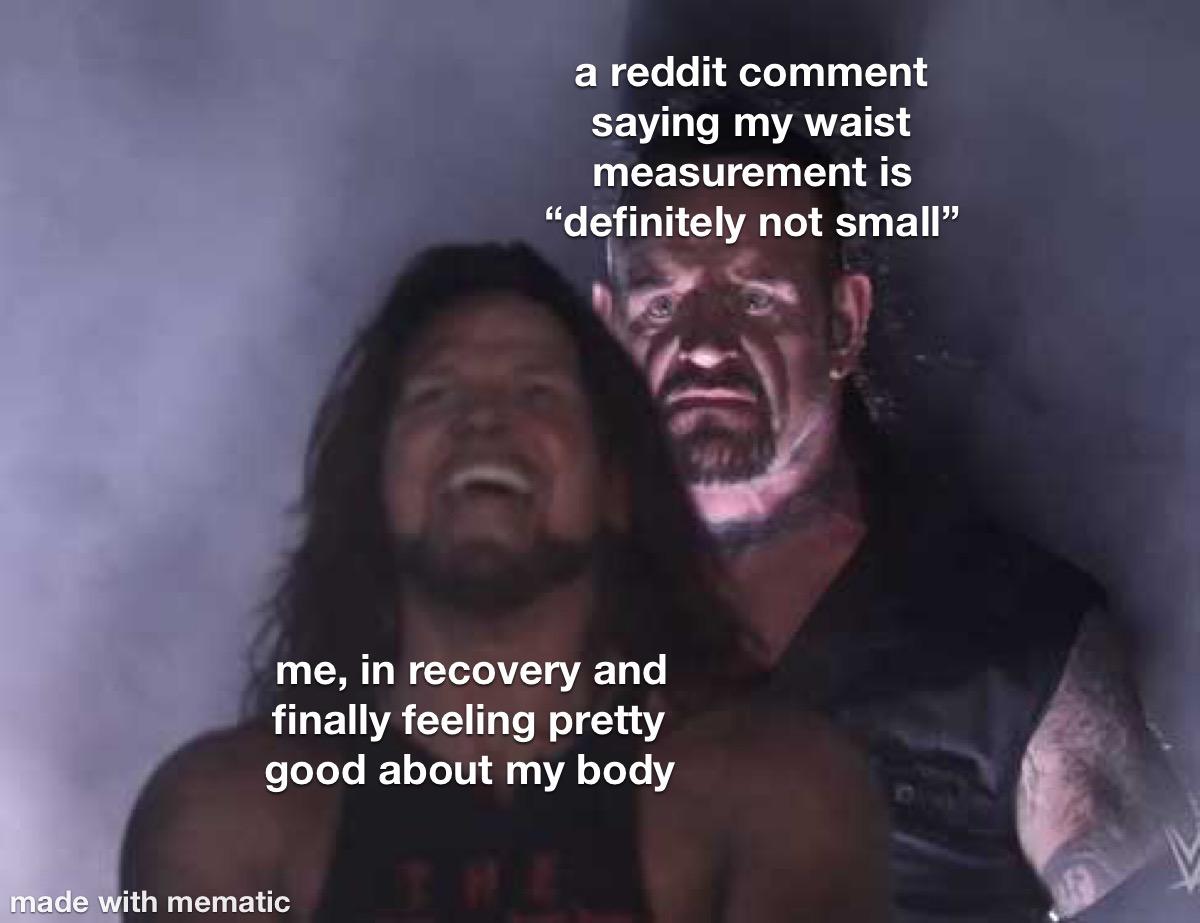 a reddit comment
saying my waist
measurement is
“definitely not small”
me, in recovery and
finally feeling pretty
good about my body
THE
made with mematic
W